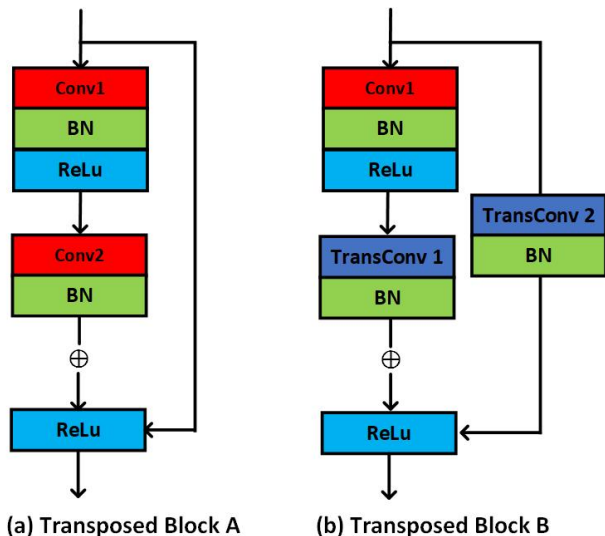 Conv1
BN
ReLu
Conv2
BN
⊕
ReLu
(a) Transposed Block A
Conv1
BN
ReLu
TransConv 1
BN
⊕
ReLu
TransConv 2
BN
(b) Transposed Block B